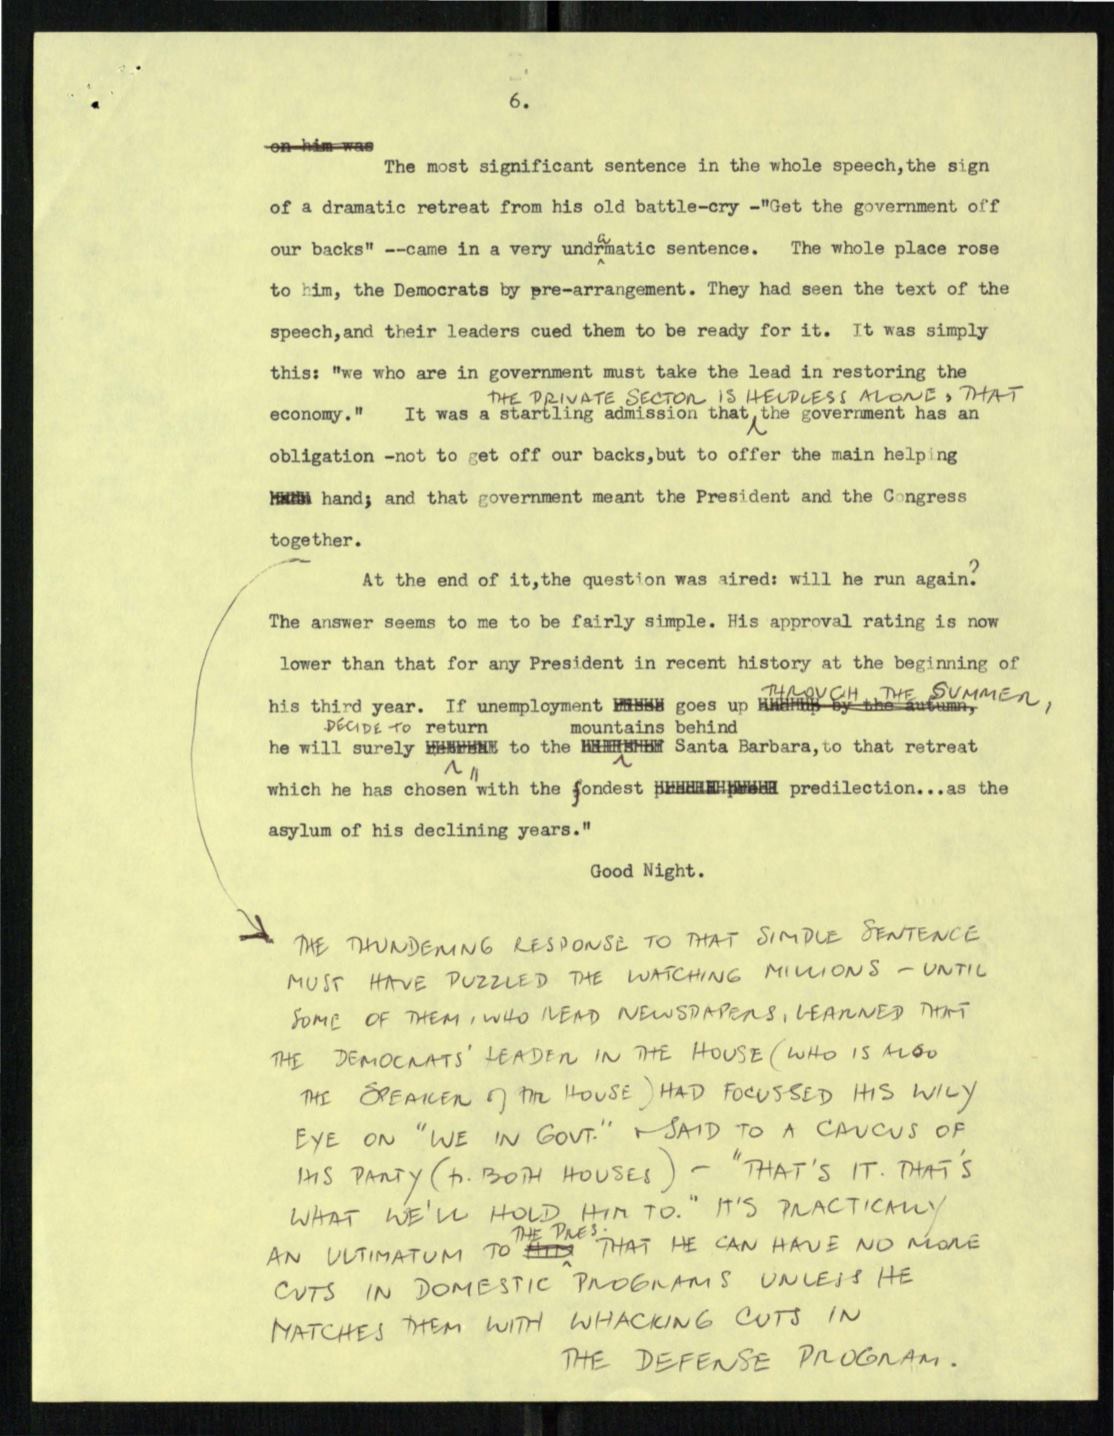 6.
on him was
The most significant sentence in the whole speech,the sign
of a dramatic retreat from his old battle-cry -"Get the government off
a
our backs" --came in a very undrmatic sentence. The whole place rose
to him, the Democrats by pre-arrangement. They had seen the text of the
speech,and their leaders cued them to be ready for it. It was simply
this: "we who are in government must take the lead in restoring the
THE PRIVATE SECTOR IS HELPLESS ALONE, THAT
economy." It was a startling admission that the government has an
obligation -not to get off our backs,but to offer the main helping
hand; and that government meant the President and the Congress
together.
At the end of it,the question was aired: will he run again?
The answer seems to me to be fairly simple. His approval rating is now
lower than that for any President in recent history at the beginning of
THROUGH THE SUMMER,
his third year. If unemployment goes up by the autumn,
DECIDE TO return mountains behind
he will surely to the Santa Barbara,to that retreat
which he has chosen "with the fondest predilection...as the
asylum of his declining years."
Good Night.
THE THUNDERING RESPONSE TO THAT SIMPLE SENTENCE
MUST HAVE PUZZLED THE WATCHING MILLIONS - UNTIL
SOME OF THEM, WHO READ NEWSPAPERS, LEARNED THAT
THE DEMOCRATS' LEADER IN THE HOUSE (WHO IS ALSO
THE SPEAKER of the HOUSE) HAD FOCUSSED HIS WILY
EYE ON "WE IN GOVT." & SAID TO A CAUCUS OF
HIS PARTY ( BOTH HOUSES) - "THAT'S IT. THAT'S
WHAT WE'LL HOLD HIM TO." IT'S PRACTICALLY
THE PRES.
AN ULTIMATUM TO HIM THAT HE CAN HAVE NO MORE
CUTS IN DOMESTIC PROGRAMS UNLESS HE
MATCHES THEM WITH WHACKING CUTS IN
THE DEFENSE PROGRAM.